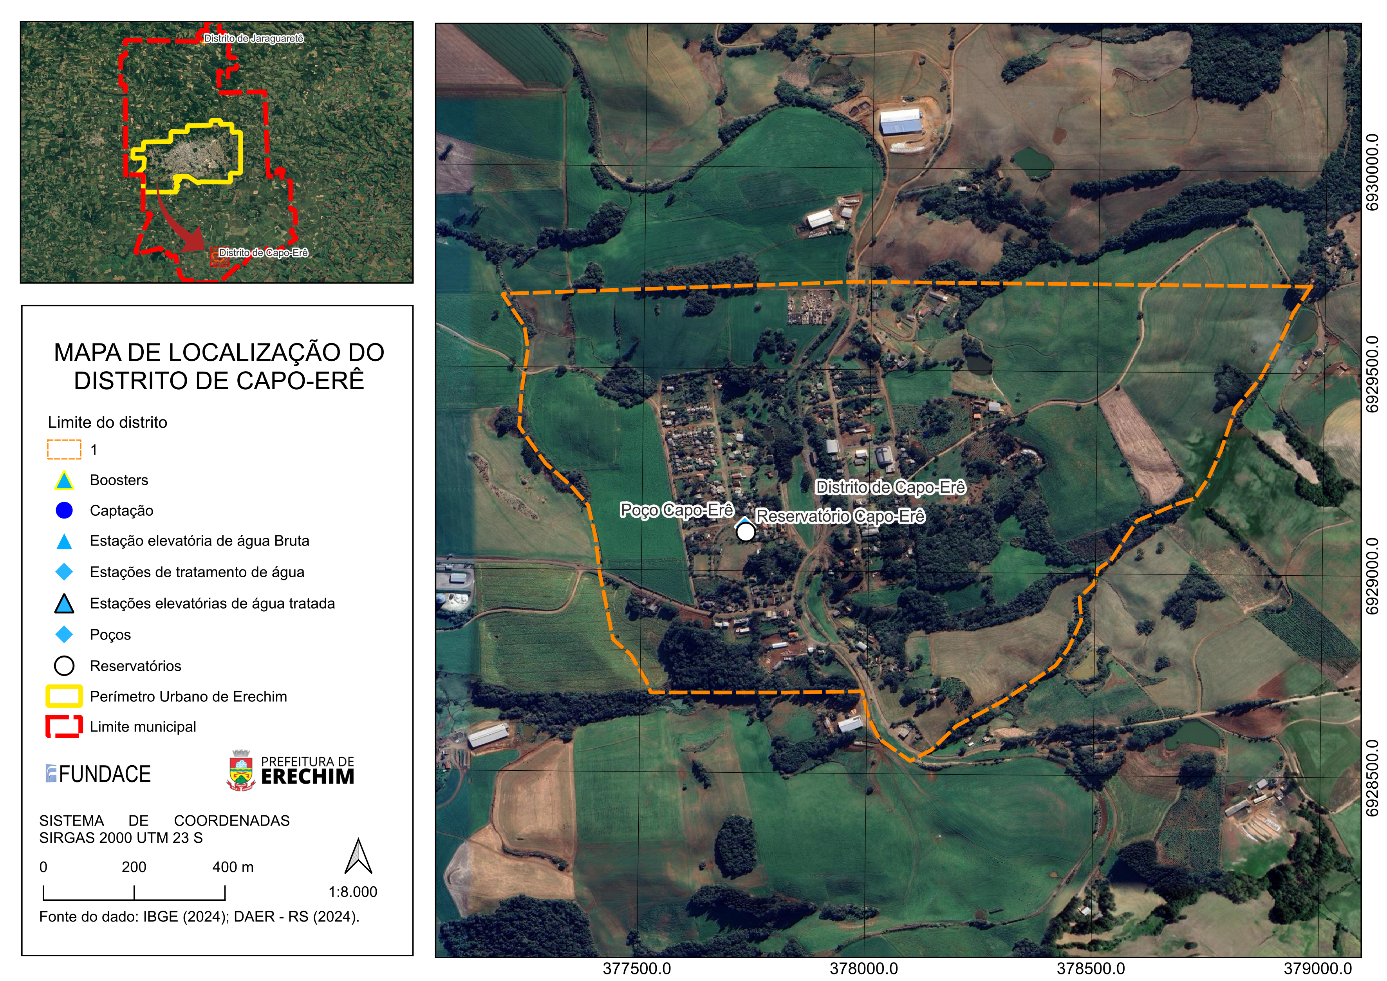 Distrito de Jaraguaretê
Distrito de Capo-Erê
MAPA DE LOCALIZAÇÃO DO
DISTRITO DE CAPO-ERÊ
Limite do distrito
1
Boosters
Captação
Estação elevatória de água Bruta
Estações de tratamento de água
Estações elevatórias de água tratada
Poços
Reservatórios
Perímetro Urbano de Erechim
Limite municipal
FUNDACE
PREFEITURA DE
ERECHIM
SISTEMA DE COORDENADAS
SIRGAS 2000 UTM 23 S
0 200 400 m
1:8.000
Fonte do dado: IBGE (2024); DAER - RS (2024).
Distrito de Capo-Erê
Poço Capo-Erê
Reservatório Capo-Erê
6930000.0
6929500.0
6929000.0
6928500.0
377500.0 378000.0 378500.0 379000.0